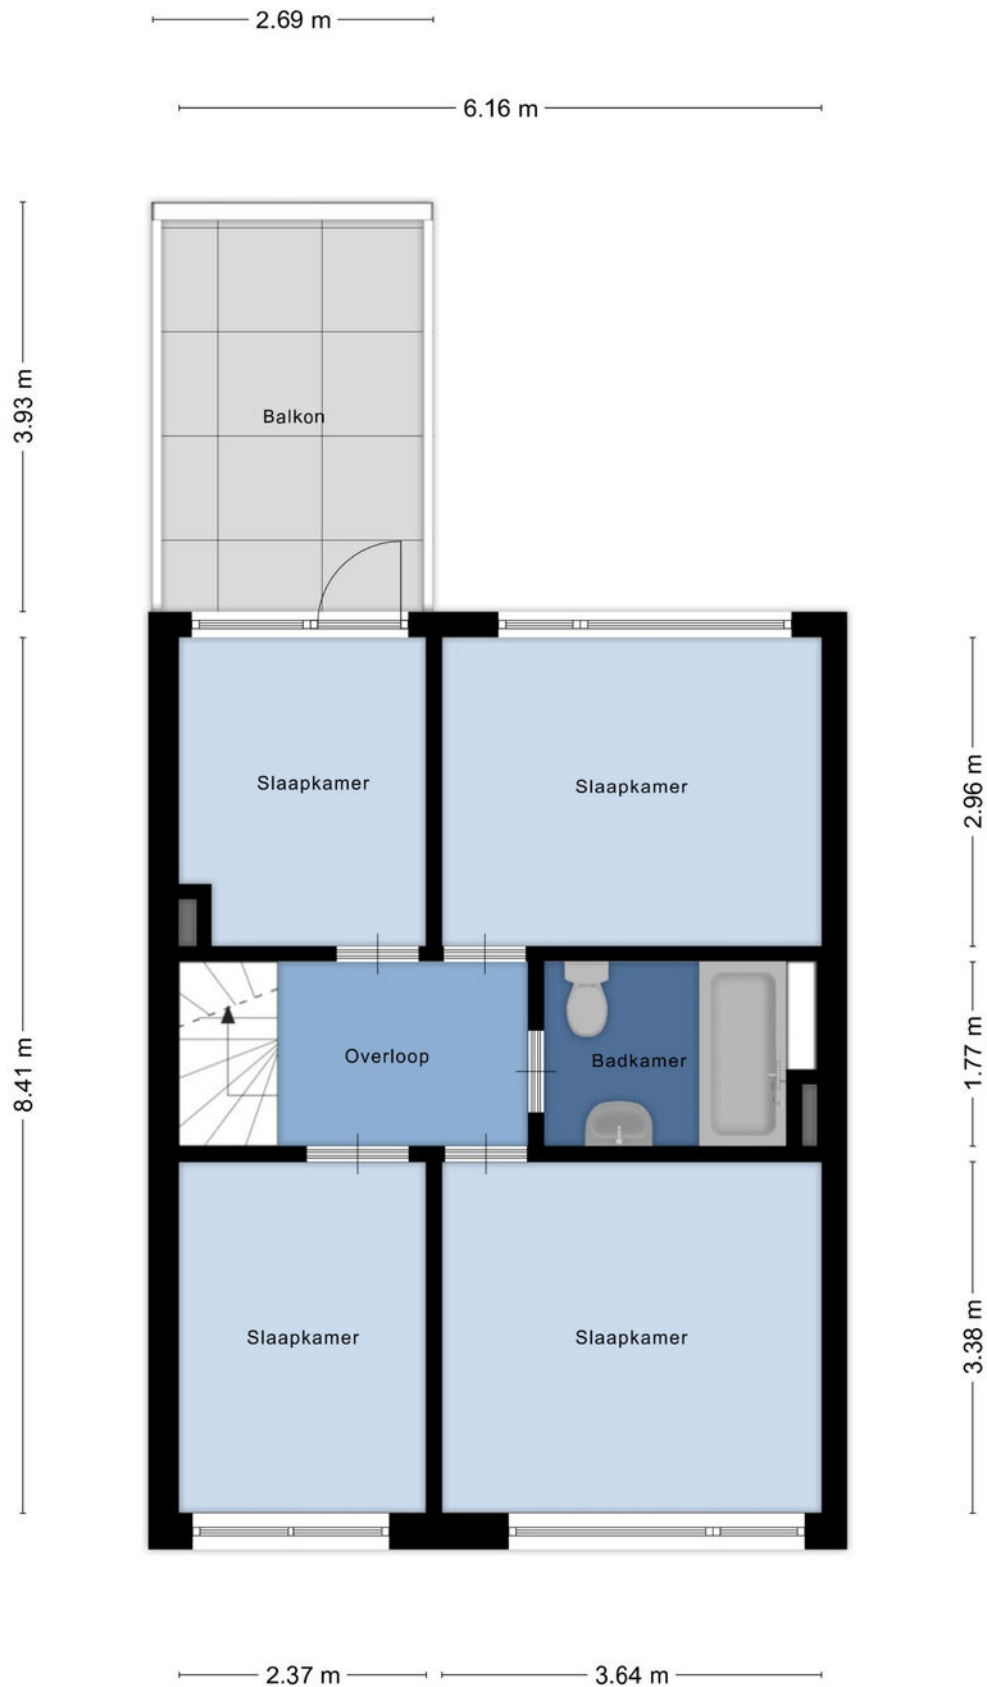 2.69 m
6.16 m
3.93 m
Balkon
Slaapkamer
Slaapkamer
2.96 m
8.41 m
Overloop
Badkamer
1.77 m
Slaapkamer
Slaapkamer
3.38 m
2.37 m
3.64 m